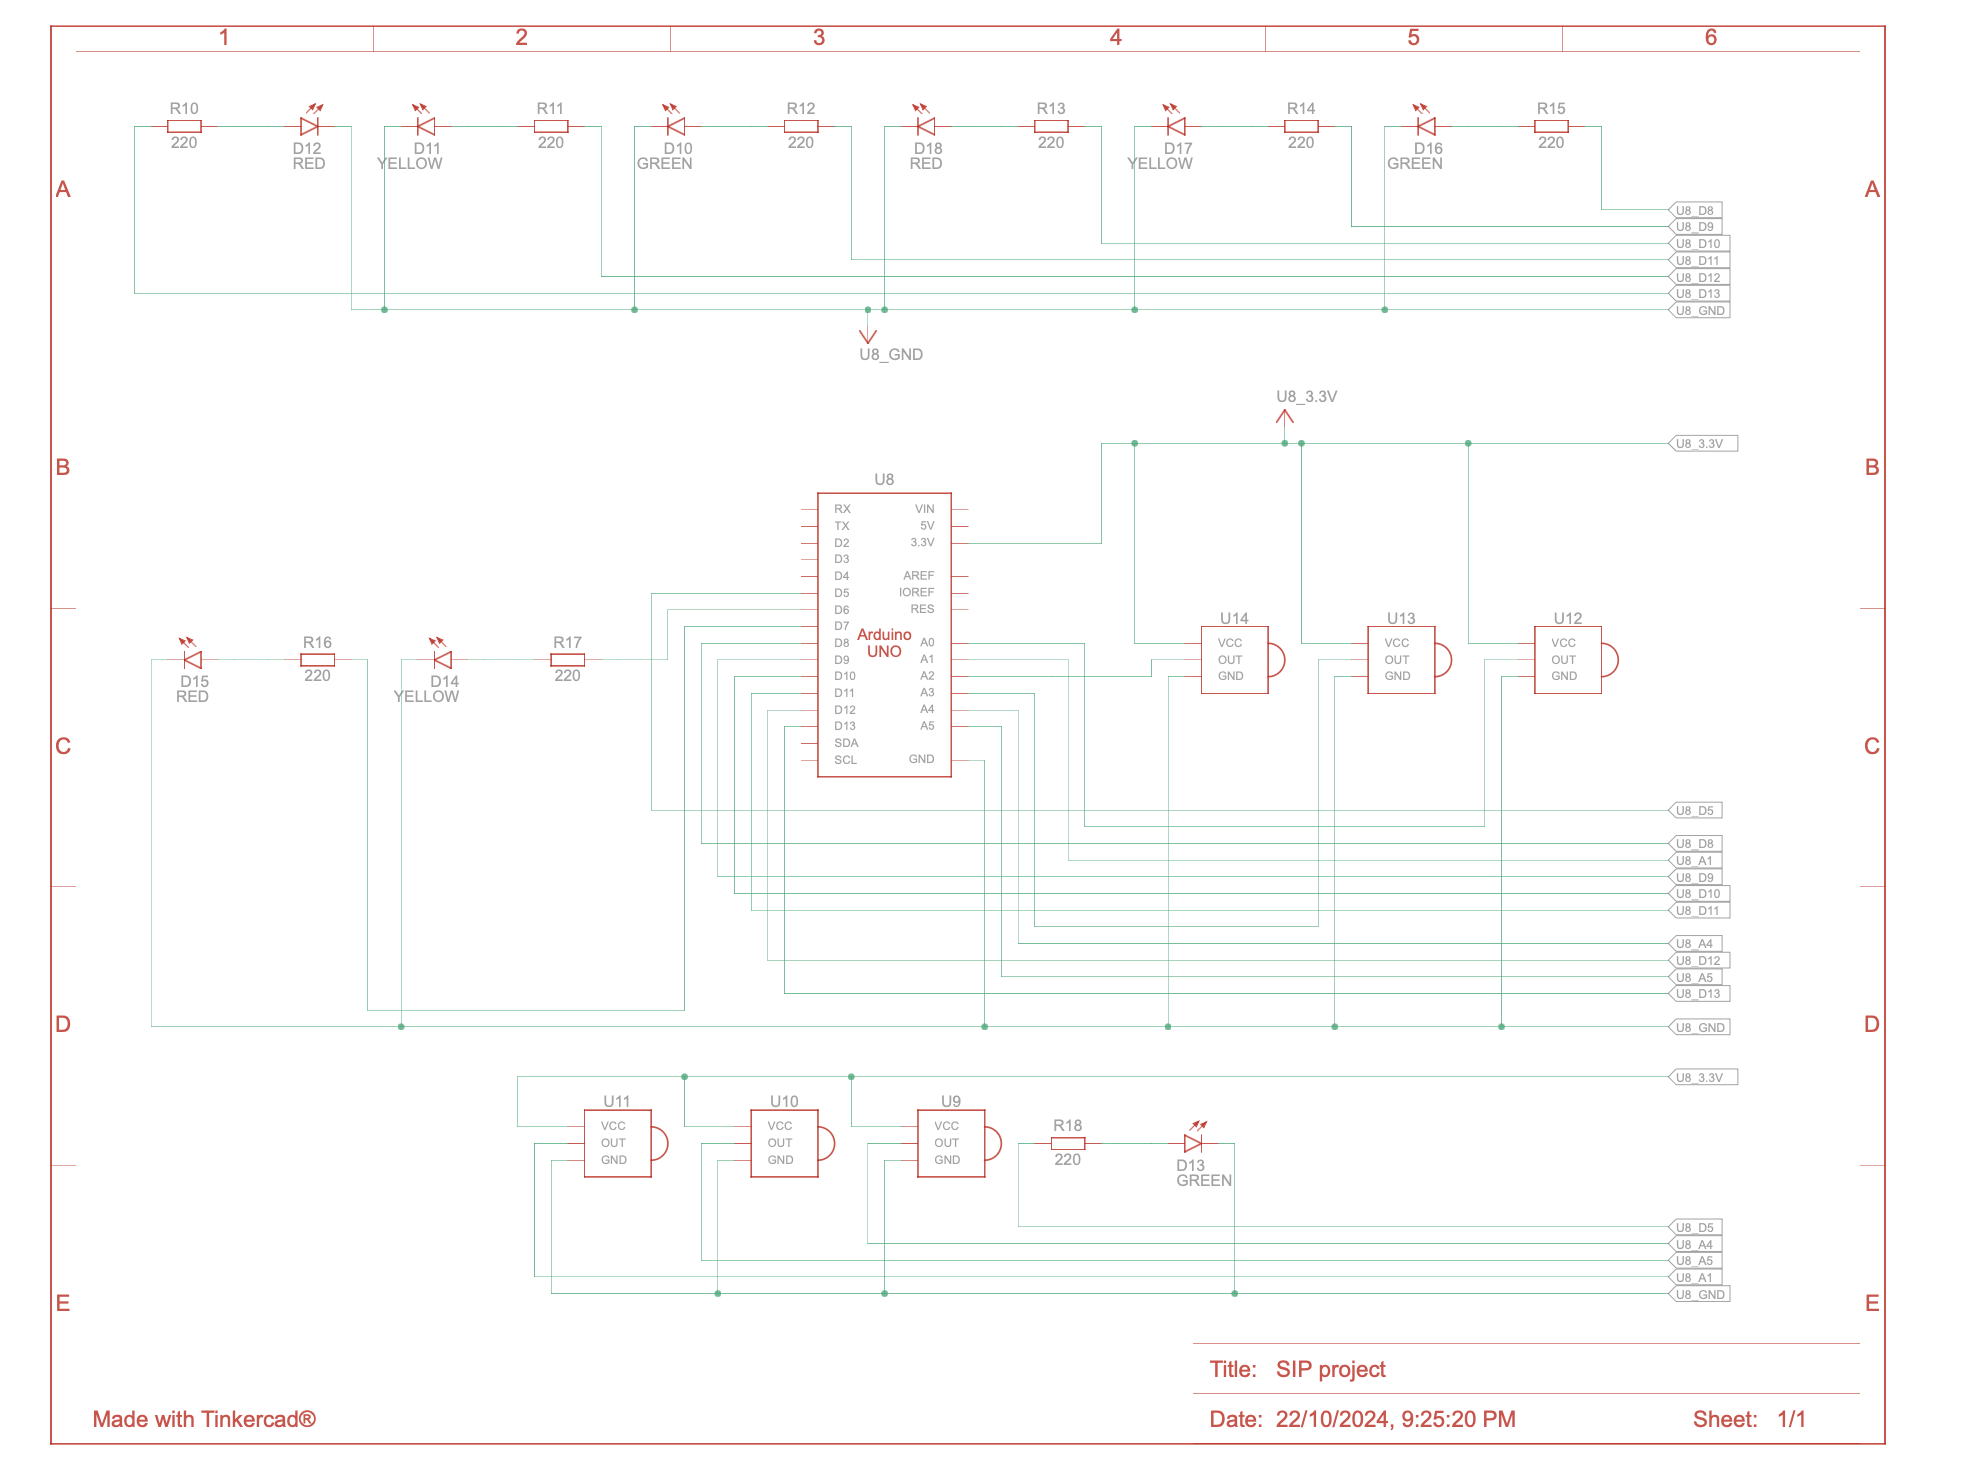 1 2 3 4 5 6
R10 R11 R12 R13 R14 R15
220 D12 220 D11 220 D10 220 D18 220 D17 220 D16
RED YELLOW GREEN RED YELLOW GREEN
A A
U8_D8
U8_D9
U8_D10
U8_D11
U8_D12
U8_D13
U8_GND
U8_GND
U8_3.3V
U8_3.3V
B B
U8
RX VIN
TX 5V
D2 3.3V
D3
D4 AREF
D5 IOREF
D6 RES
D7
D8 A0
D9 A1
D10 A2
D11 A3
D12 A4
D13 A5
SDA
SCL GND
Arduino
UNO
U14 U13 U12
VCC VCC VCC
OUT OUT OUT
GND GND GND
R16 R17
D15 220 D14 220
RED YELLOW
C C
U8_D5
U8_D8
U8_A1
U8_D9
U8_D10
U8_D11
U8_A4
U8_D12
U8_A5
U8_D13
D D
U8_GND
U8_3.3V
U11 U10 U9
VCC VCC VCC
OUT OUT OUT
GND GND GND
R18
220 D13
GREEN
U8_D5
U8_A4
U8_A5
U8_A1
U8_GND
E E
Title: SIP project
Made with Tinkercad®
Date: 22/10/2024, 9:25:20 PM Sheet: 1/1